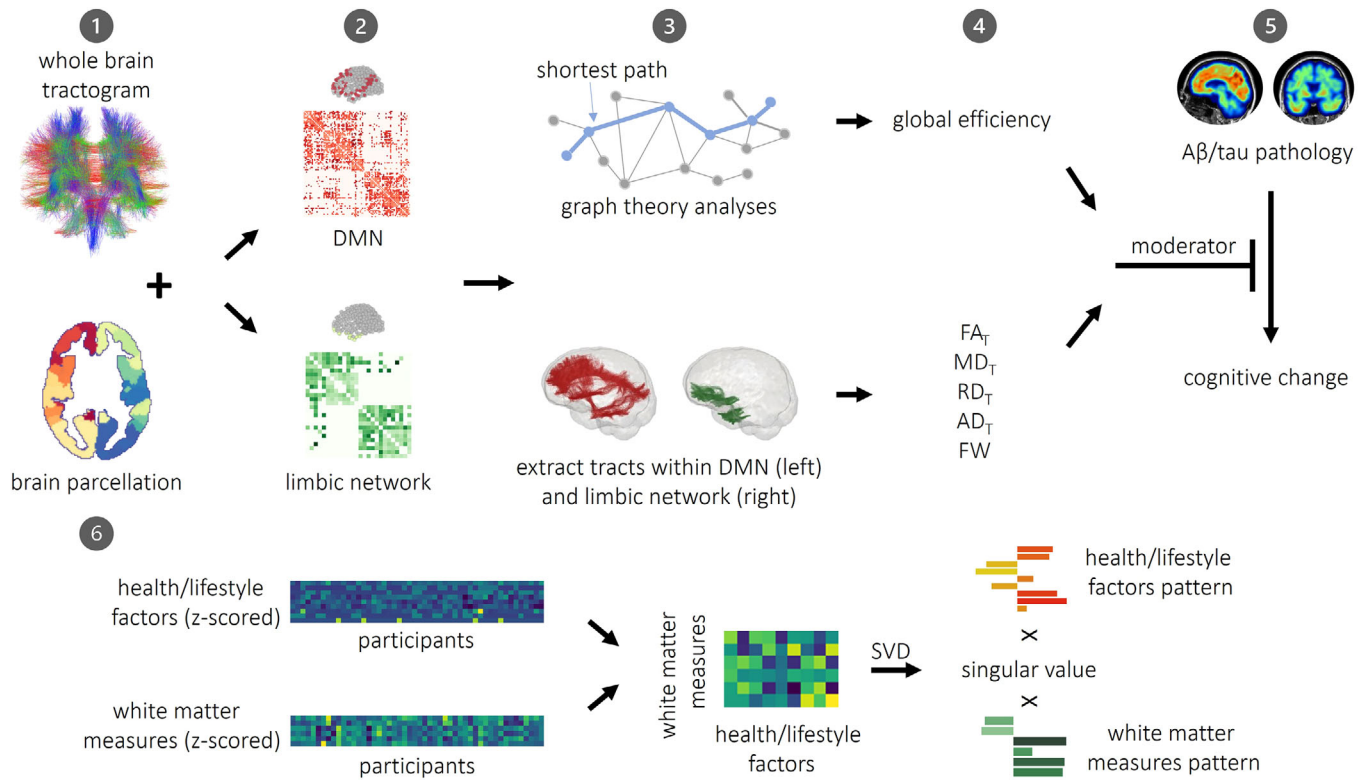 1
whole brain
tractogram
+
brain parcellation
2
DMN
limbic network
3
shortest path
graph theory analyses
extract tracts within DMN (left)
and limbic network (right)
4
global efficiency
FA_T
MD_T
RD_T
AD_T
FW
moderator
5
Aβ/tau pathology
cognitive change
6
health/lifestyle
factors (z-scored)
participants
white matter
measures (z-scored)
participants
white matter
measures
health/lifestyle
factors
SVD
health/lifestyle
factors pattern
x
singular value
x
white matter
measures pattern